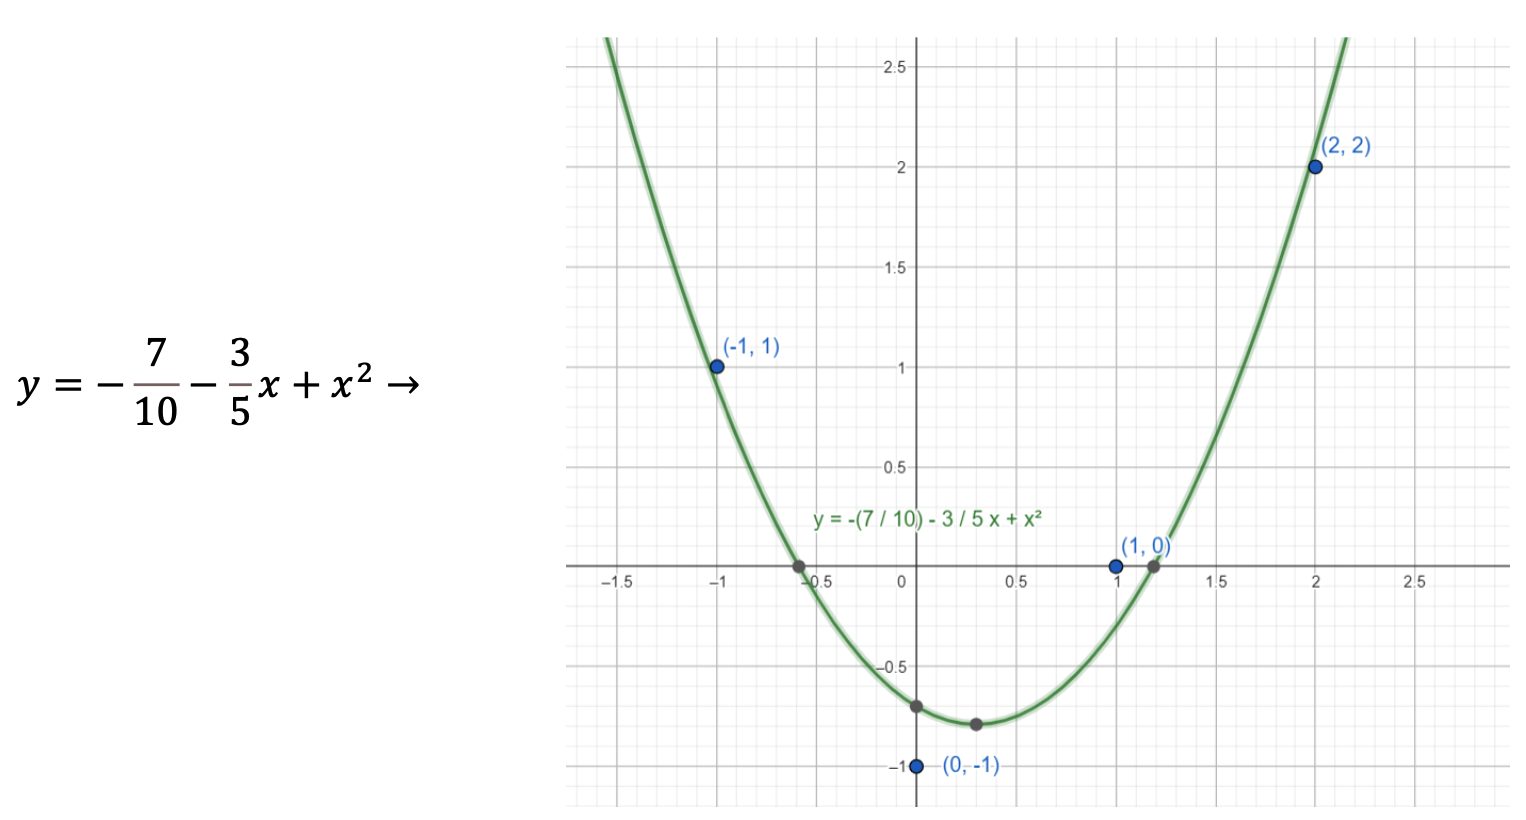 y = −7/10 − 3/5x + x² →
2.5
(2, 2)
2
1.5
(-1, 1)
1
0.5
y = -(7 / 10) - 3 / 5 x + x²
(1, 0)
−1.5 −1 −0.5 0 0.5 1 1.5 2 2.5
−0.5
−1 (0, -1)